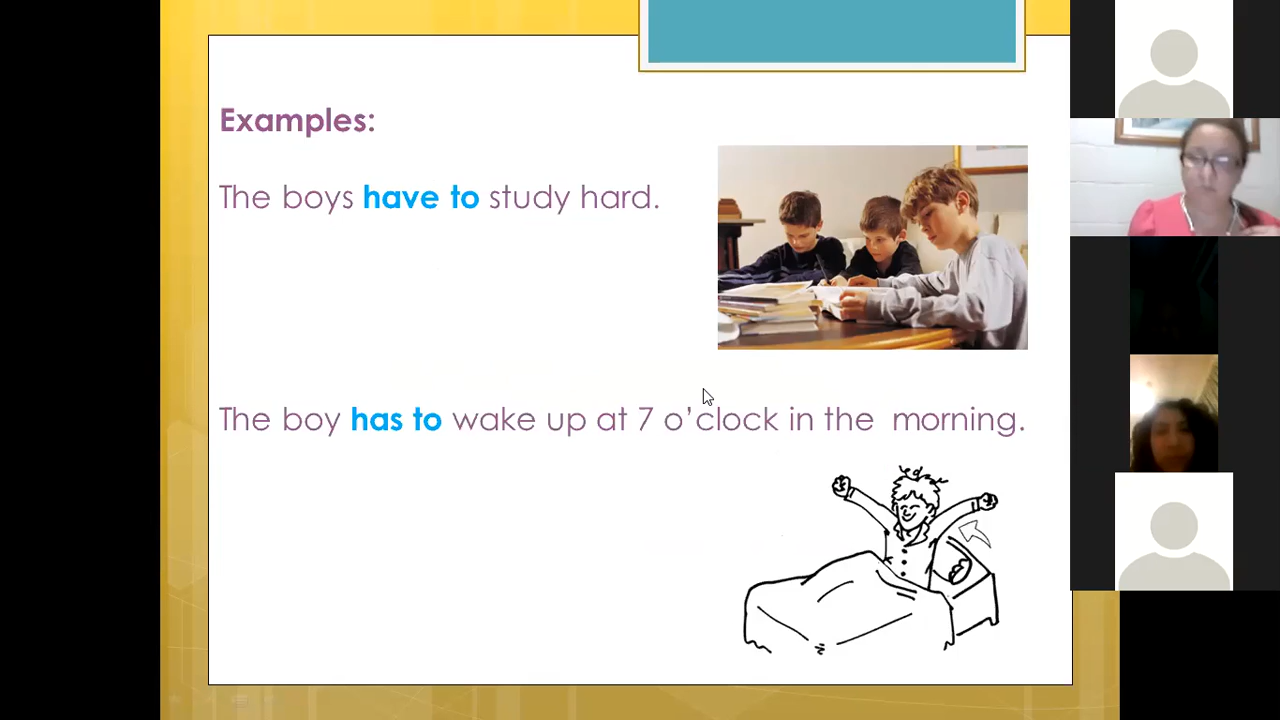 Examples:
The boys have to study hard.
The boy has to wake up at 7 o'clock in the morning.